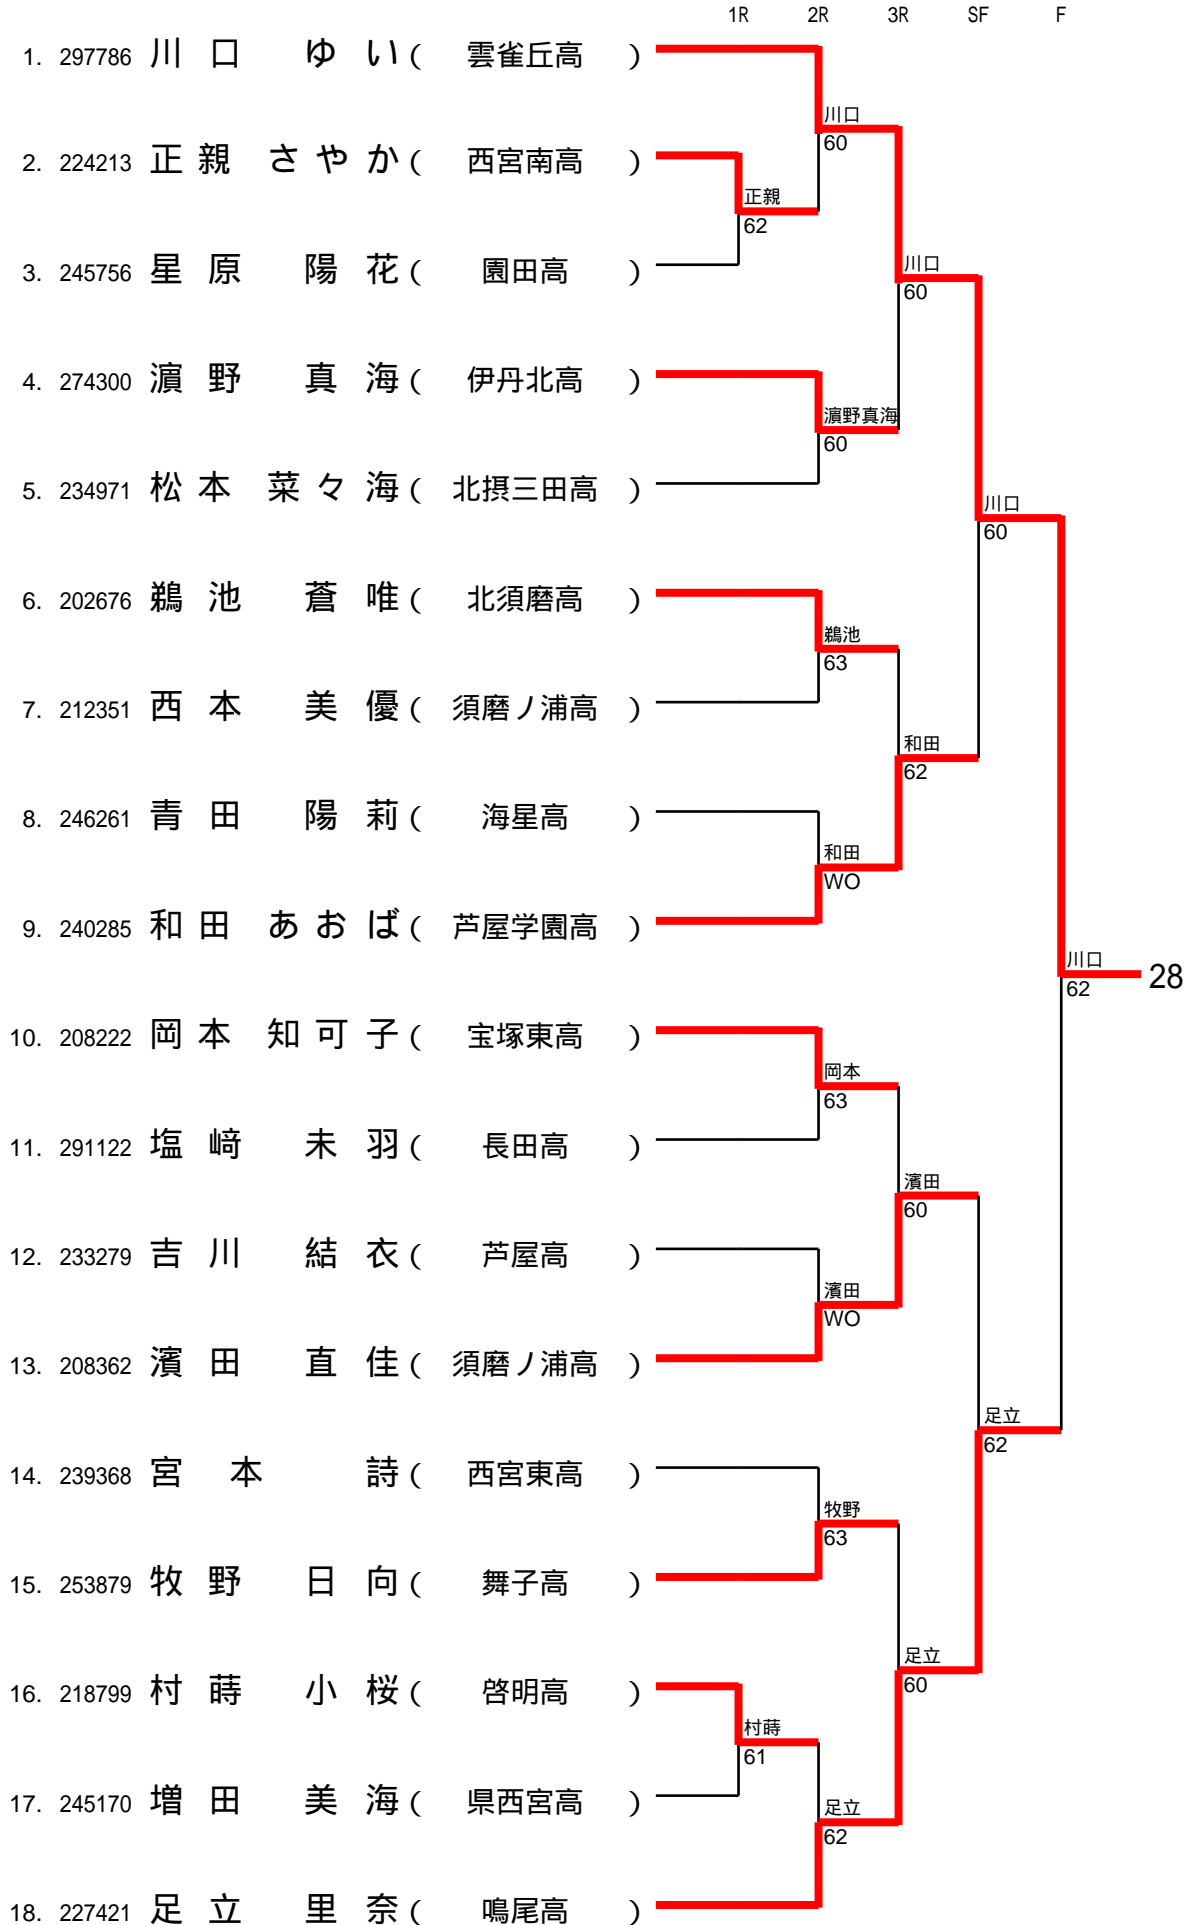 1R 2R 3R SF F
1. 297786 川口 ゆい ( 雲雀丘高 )
川口
60
2. 224213 正親 さやか ( 西宮南高 )
正親
62
3. 245756 星原 陽花 ( 園田高 )
川口
60
4. 274300 濵野 真海 ( 伊丹北高 )
濵野真海
60
5. 234971 松本 菜々海 ( 北摂三田高 )
川口
60
6. 202676 鵜池 蒼唯 ( 北須磨高 )
鵜池
63
7. 212351 西本 美優 ( 須磨ノ浦高 )
和田
62
8. 246261 青田 陽莉 ( 海星高 )
和田
WO
9. 240285 和田 あおば ( 芦屋学園高 )
川口
62
28
10. 208222 岡本 知可子 ( 宝塚東高 )
岡本
63
11. 291122 塩﨑 未羽 ( 長田高 )
濱田
60
12. 233279 吉川 結衣 ( 芦屋高 )
濱田
WO
13. 208362 濱田 直佳 ( 須磨ノ浦高 )
足立
62
14. 239368 宮本 詩 ( 西宮東高 )
牧野
63
15. 253879 牧野 日向 ( 舞子高 )
足立
60
16. 218799 村蒔 小桜 ( 啓明高 )
村蒔
61
17. 245170 増田 美海 ( 県西宮高 )
足立
62
18. 227421 足立 里奈 ( 鳴尾高 )